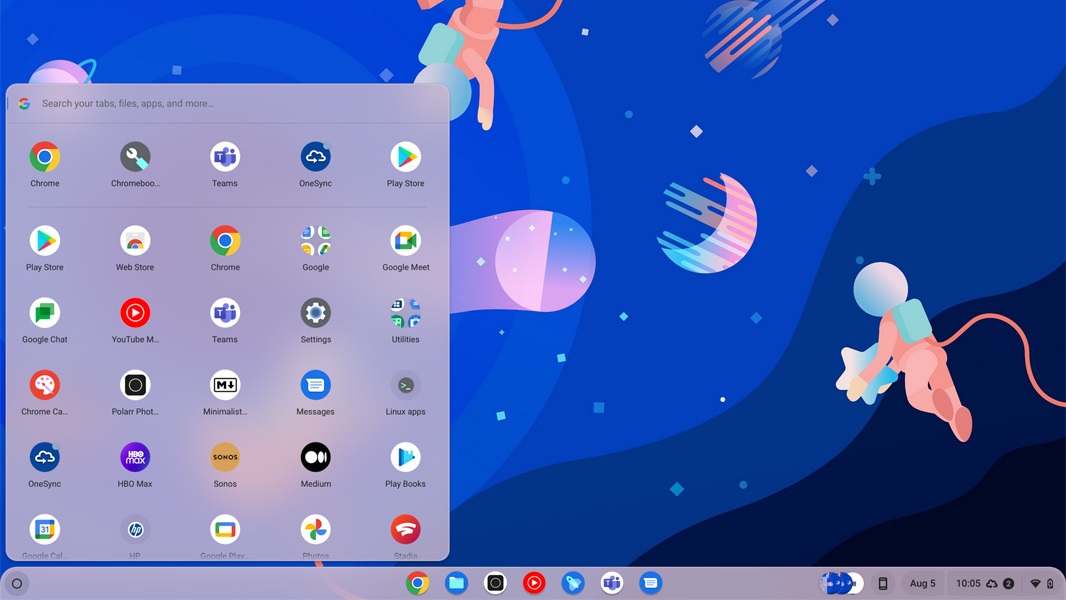 Search your tabs, files, apps, and more...
Chrome
Chromeboo...
Teams
OneSync
Play Store
Play Store
Web Store
Chrome
Google
Google Meet
Google Chat
YouTube M...
Teams
Settings
Utilities
Chrome Ca...
Polarr Phot...
Minimalist...
Messages
Linux apps
SONOS
HBO
max
OneSync
HBO Max
Sonos
Medium
Play Books
31
hp
Google Cal...
HP
Google Play...
Photos
Stadia
Aug 5
10:05
2